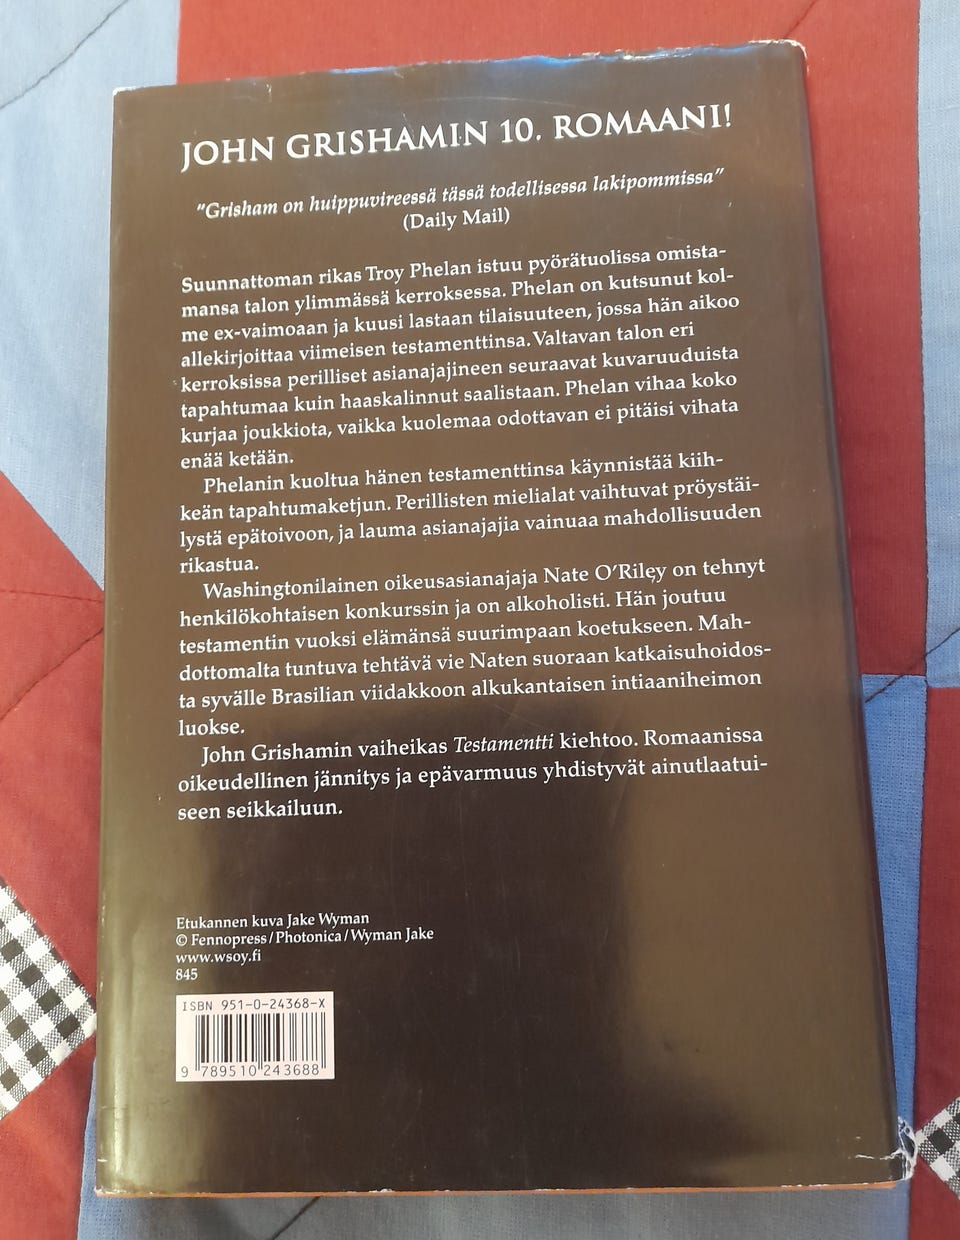 JOHN GRISHAMIN 10. ROMAANI!
"Grisham on huippuvireessä tässä todellisessa lakipommissa"
(Daily Mail)
Suunnattoman rikas Troy Phelan istuu pyörätuolissa omista-
mansa talon ylimmässä kerroksessa. Phelan on kutsunut kol-
me ex-vaimoaan ja kuusi lastaan tilaisuuteen, jossa hän aikoo
allekirjoittaa viimeisen testamenttinsa. Valtavan talon eri
kerroksissa perilliset asianajajineen seuraavat kuvaruuduista
tapahtumaa kuin haaskalinnut saalistaan. Phelan vihaa koko
kurjaa joukkiota, vaikka kuolemaa odottavan ei pitäisi vihata
enää ketään.
Phelanin kuoltua hänen testamenttinsa käynnistää kiih-
keän tapahtumaketjun. Perillisten mielialat vaihtuvat pröystäi-
lystä epätoivoon, ja lauma asianajajia vainuaa mahdollisuuden
rikastua.
Washingtonilainen oikeusasianajaja Nate O'Riley on tehnyt
henkilökohtaisen konkurssin ja on alkoholisti. Hän joutuu
testamentin vuoksi elämänsä suurimpaan koetukseen. Mah-
dottomalta tuntuva tehtävä vie Naten suoraan katkaisuhoidos-
ta syvälle Brasilian viidakkoon alkukantaisen intiaaniheimon
luokse.
John Grishamin vaiheikas Testamentti kiehtoo. Romaanissa
oikeudellinen jännitys ja epävarmuus yhdistyvät ainutlaatui-
seen seikkailuun.
Etukannen kuva Jake Wyman
© Fennopress/Photonica/Wyman Jake
www.wsoy.fi
845
ISBN 951-0-24368-X
9 789510 243688